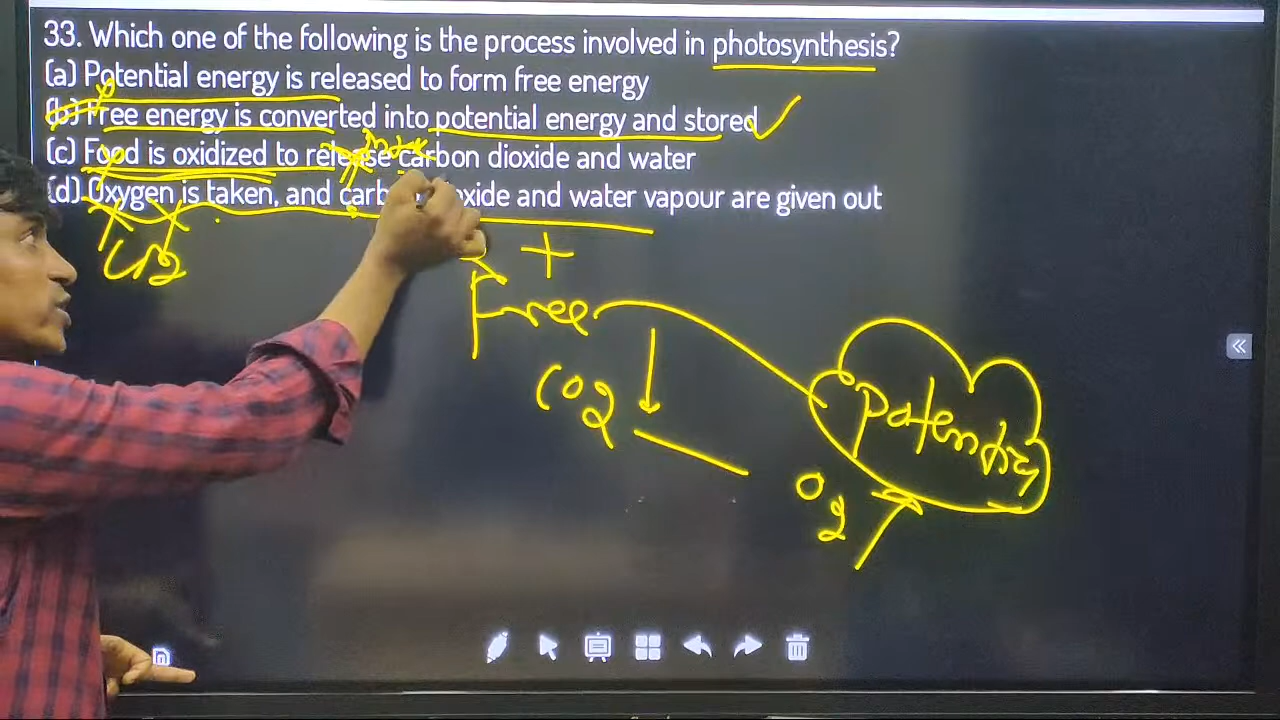 33. Which one of the following is the process involved in photosynthesis?
(a) Potential energy is released to form free energy
(b) Free energy is converted into potential energy and stored
(c) Food is oxidized to release carbon dioxide and water
(d) Oxygen is taken, and carb oxide and water vapour are given out
+
Free
CO2
Potential
O2